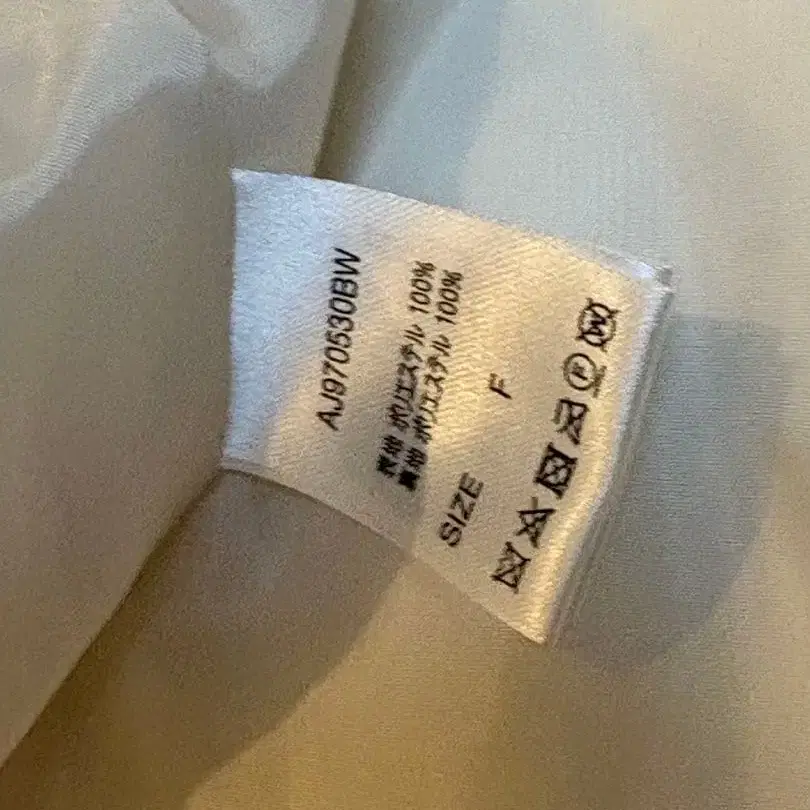 AJ970530BW
表地 ポリエステル 100%
裏地 ポリエステル 100%
SIZE F
F
W